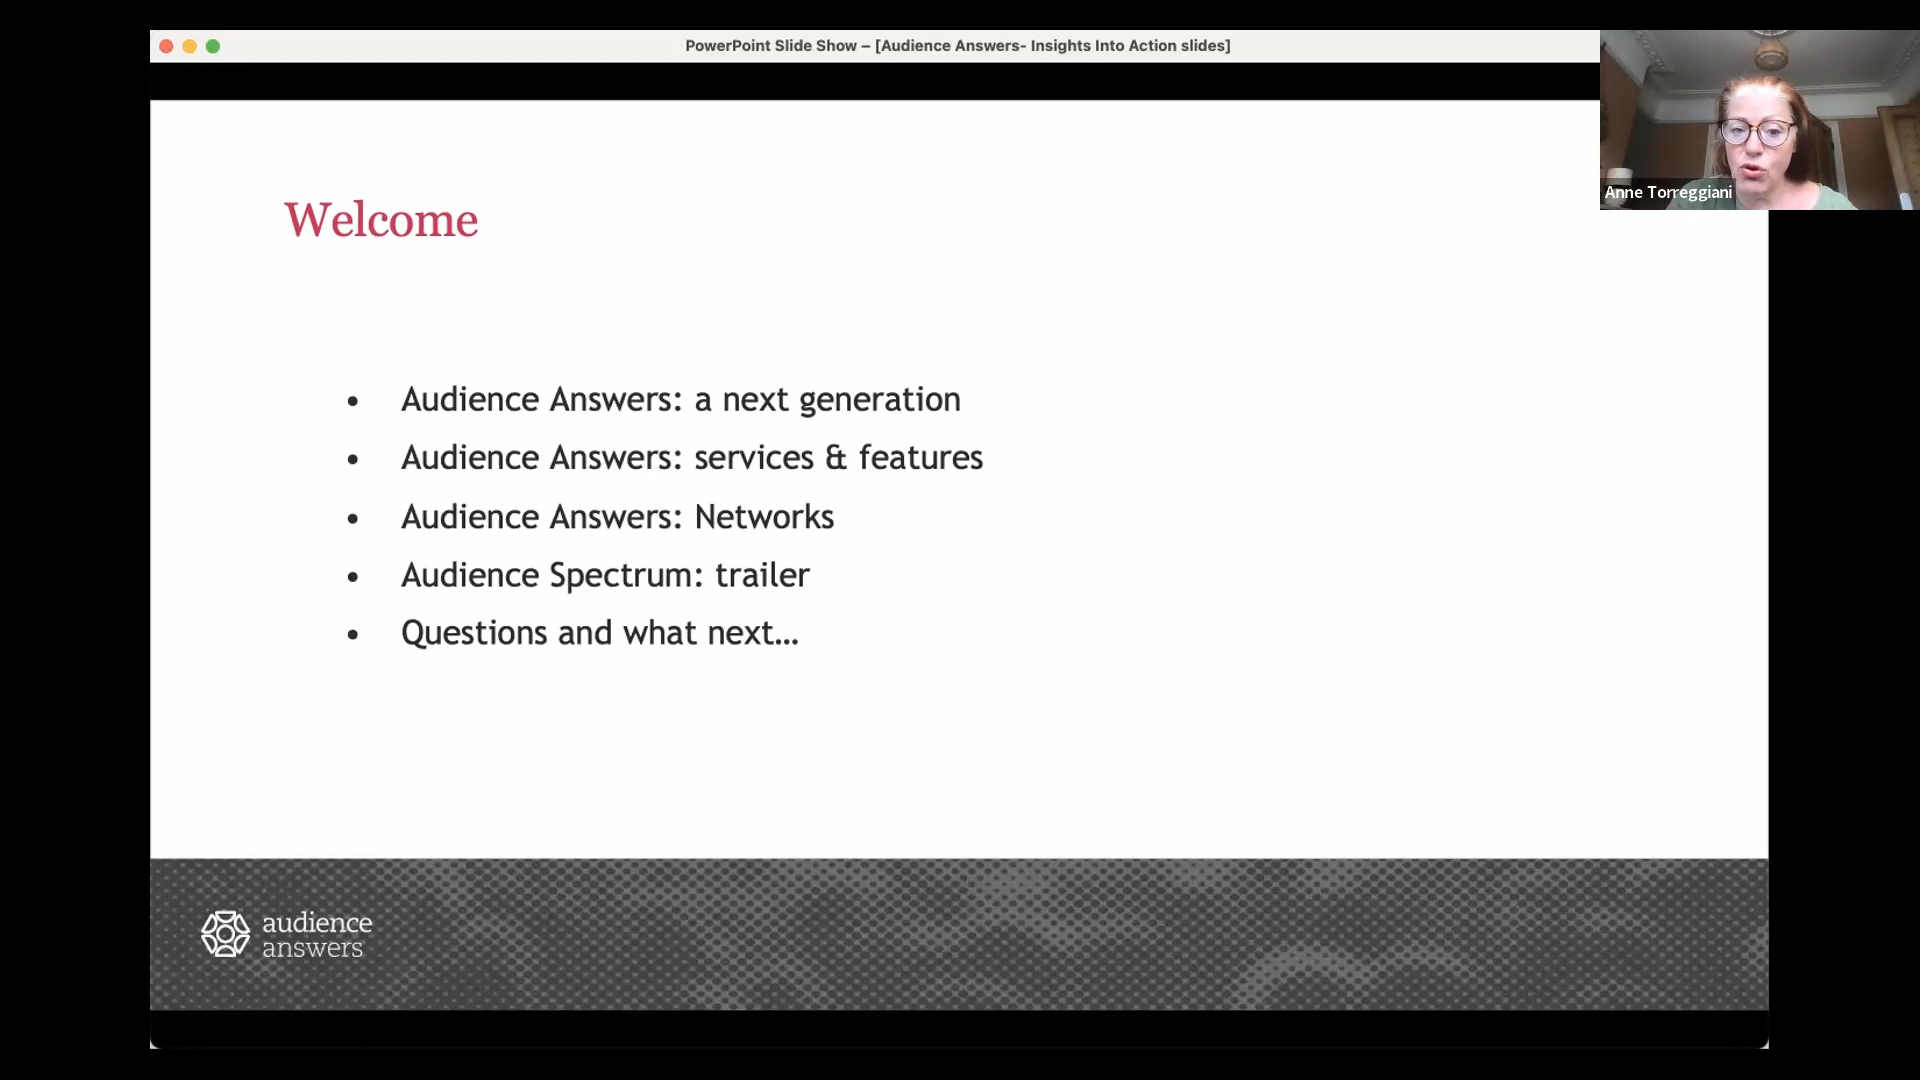 PowerPoint Slide Show – [Audience Answers- Insights Into Action slides]
Anne Torreggiani
Welcome
• Audience Answers: a next generation
• Audience Answers: services & features
• Audience Answers: Networks
• Audience Spectrum: trailer
• Questions and what next...
audience
answers